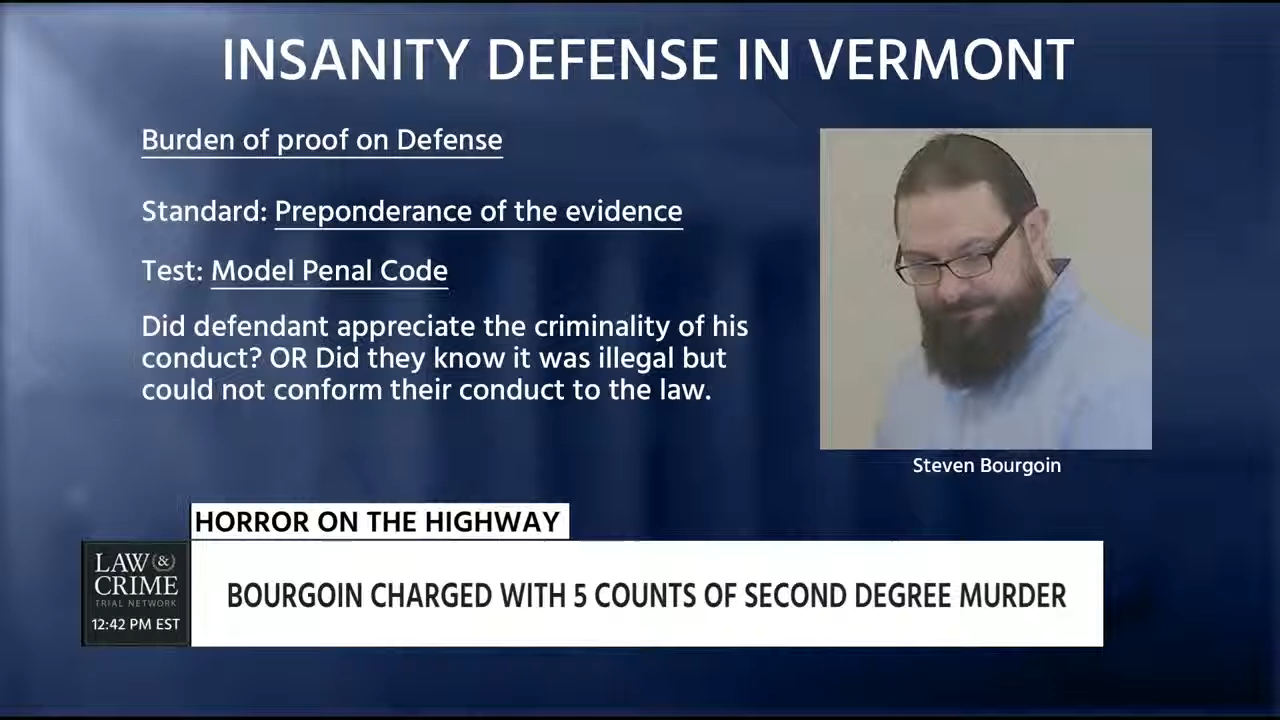 INSANITY DEFENSE IN VERMONT
Burden of proof on Defense
Standard: Preponderance of the evidence
Test: Model Penal Code
Did defendant appreciate the criminality of his
conduct? OR Did they know it was illegal but
could not conform their conduct to the law.
Steven Bourgoin
HORROR ON THE HIGHWAY
LAW &
CRIME
TRIAL NETWORK
12:42 PM EST
BOURGOIN CHARGED WITH 5 COUNTS OF SECOND DEGREE MURDER